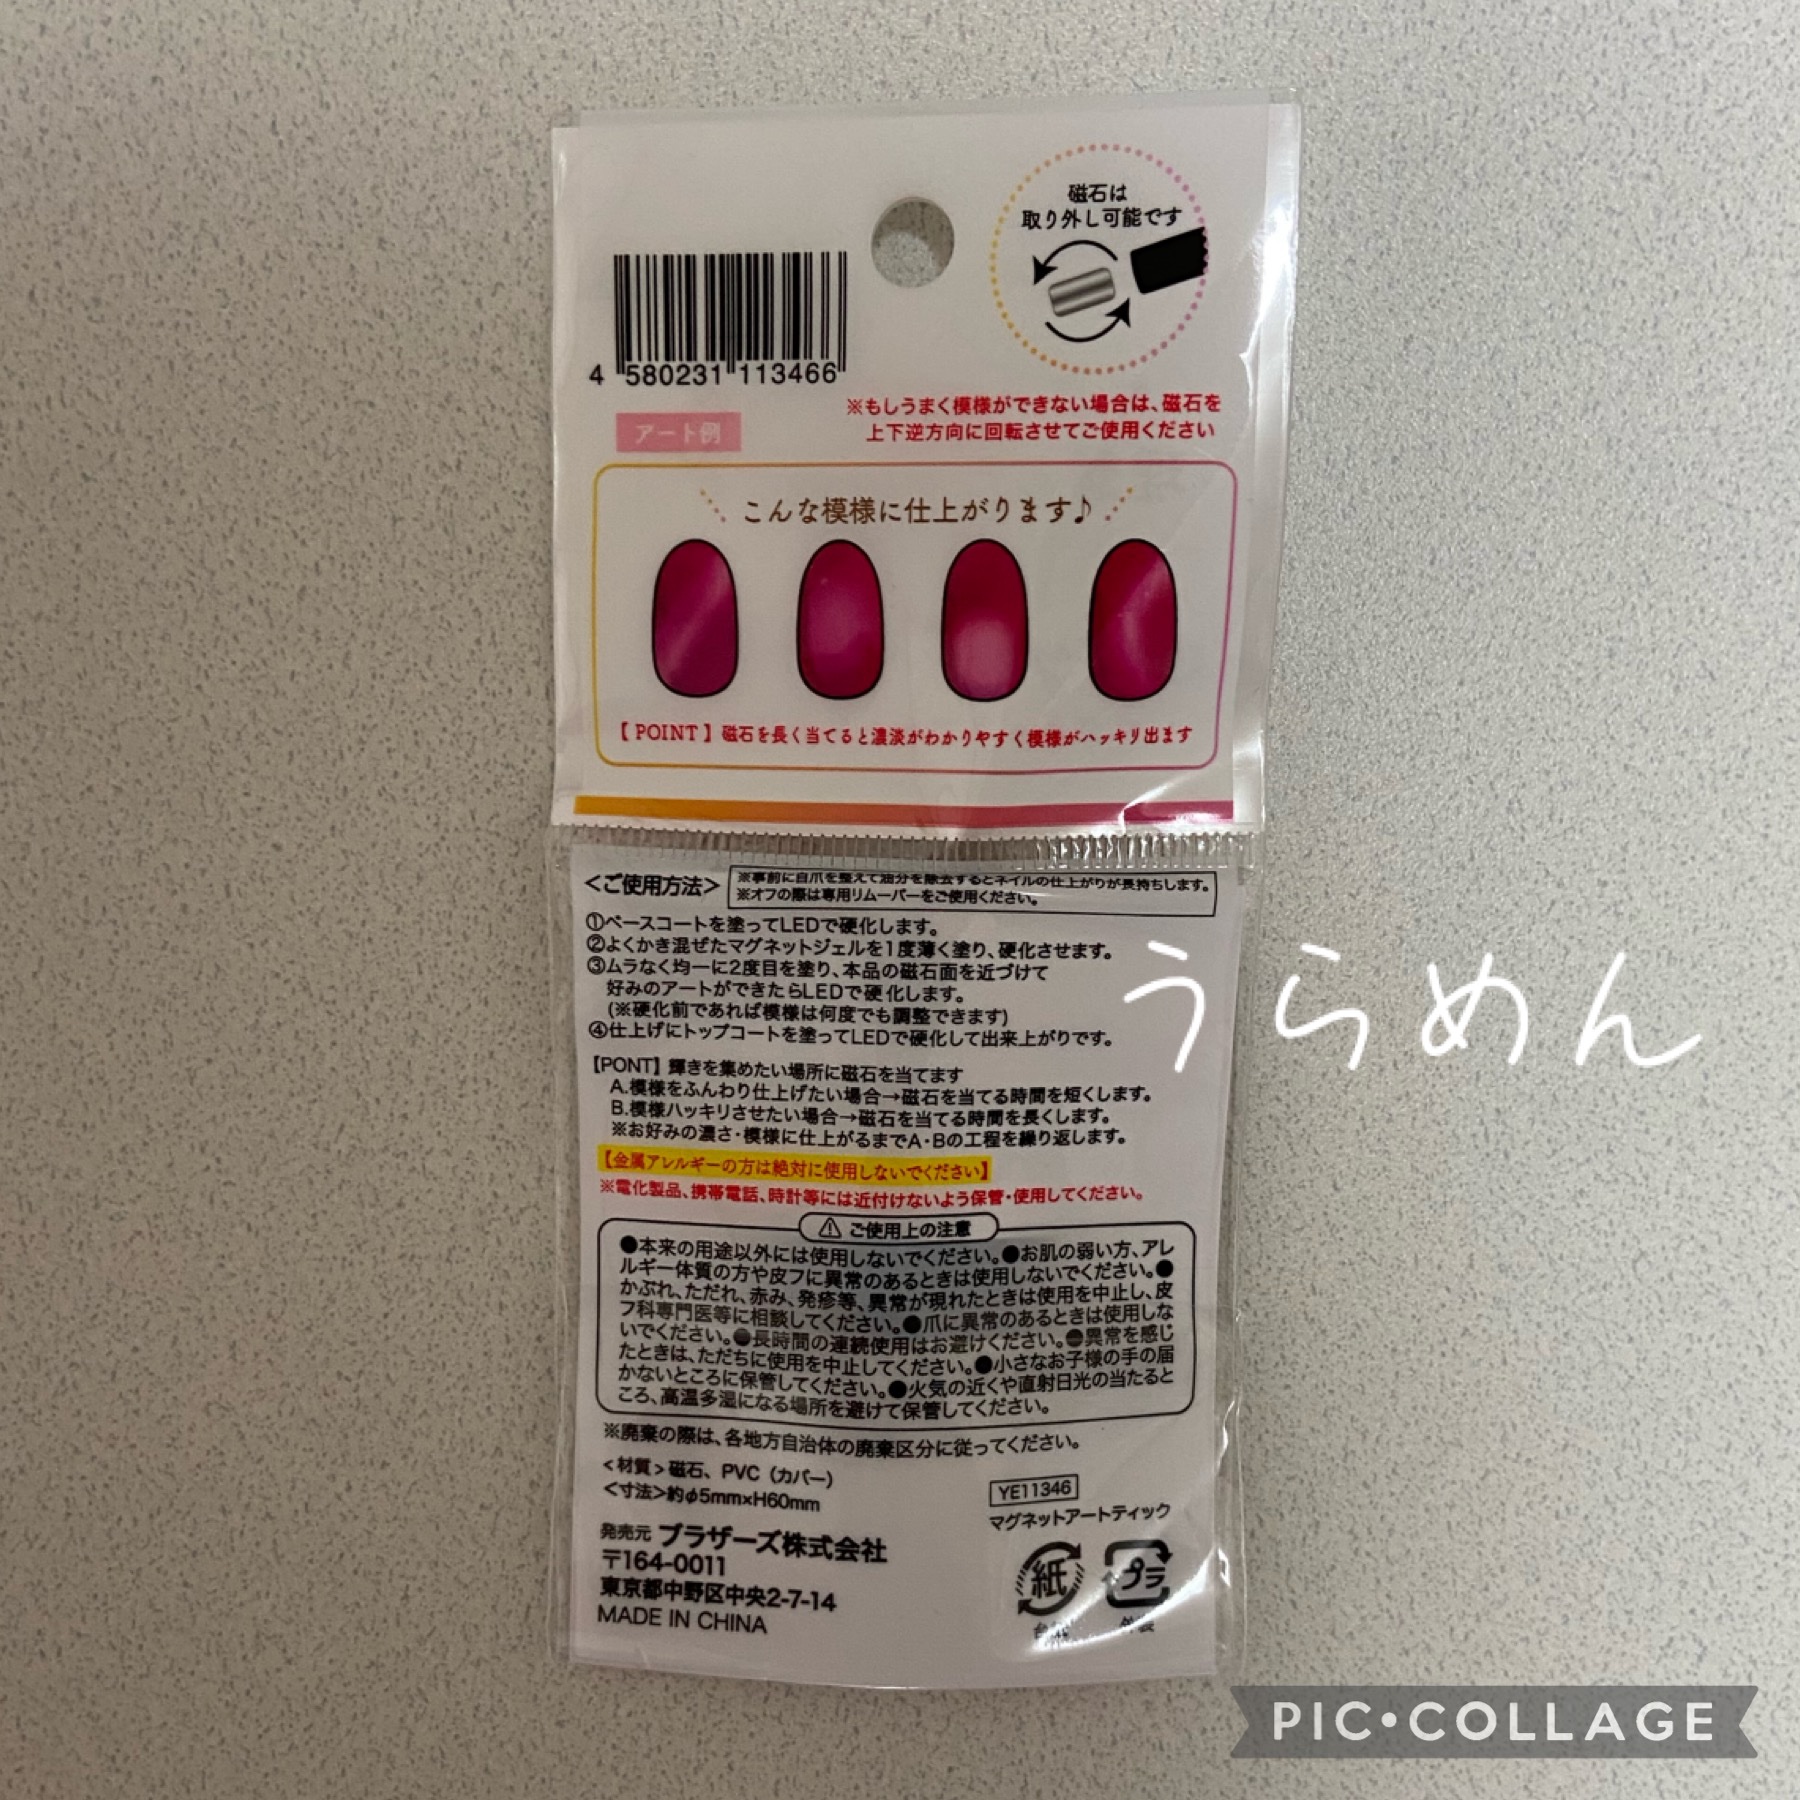 磁石は
取り外し可能です
4 580231 113466
※もしうまく模様ができない場合は、磁石を
上下逆方向に回転させてご使用ください
アート例
こんな模様に仕上がります♪
【POINT】磁石を長く当てると濃淡がわかりやすく模様がハッキリ出ます
<ご使用方法>
※事前に自爪を整えて油分を除去するとネイルの仕上がりが長持ちします。
※オフの際は専用リムーバーをご使用ください。
①ベースコートを塗ってLEDで硬化します。
②よくかき混ぜたマグネットジェルを1度薄く塗り、硬化させます。
③ムラなく均一に2度目を塗り、本品の磁石面を近づけて
好みのアートができたらLEDで硬化します。
(※硬化前であれば模様は何度でも調整できます)
④仕上げにトップコートを塗ってLEDで硬化して出来上がりです。
うらめん
【PONT】輝きを集めたい場所に磁石を当てます
A.模様をふんわり仕上げたい場合→磁石を当てる時間を短くします。
B.模様ハッキリさせたい場合→磁石を当てる時間を長くします。
※お好みの濃さ・模様に仕上がるまでA・Bの工程を繰り返します。
【金属アレルギーの方は絶対に使用しないでください】
※電化製品、携帯電話、時計等には近付けないよう保管・使用してください。
⚠ ご使用上の注意
●本来の用途以外には使用しないでください。●お肌の弱い方、アレ
ルギー体質の方や皮フに異常のあるときは使用しないでください。●
かぶれ、ただれ、赤み、発疹等、異常が現れたときは使用を中止し、皮
フ科専門医等に相談してください。●爪に異常のあるときは使用しな
いでください。●長時間の連続使用はお避けください。●異常を感じ
たときは、ただちに使用を中止してください。●小さなお子様の手の届
かないところに保管してください。●火気の近くや直射日光の当たると
ころ、高温多湿になる場所を避けて保管してください。
※廃棄の際は、各地方自治体の廃棄区分に従ってください。
<材質>磁石、PVC（カバー）
<寸法>約φ5mm×H60mm
YE11346
マグネットアートティック
発売元 ブラザーズ株式会社
〒164-0011
東京都中野区中央2-7-14
MADE IN CHINA
紙
台紙
プラ
外装
PIC•COLLAGE